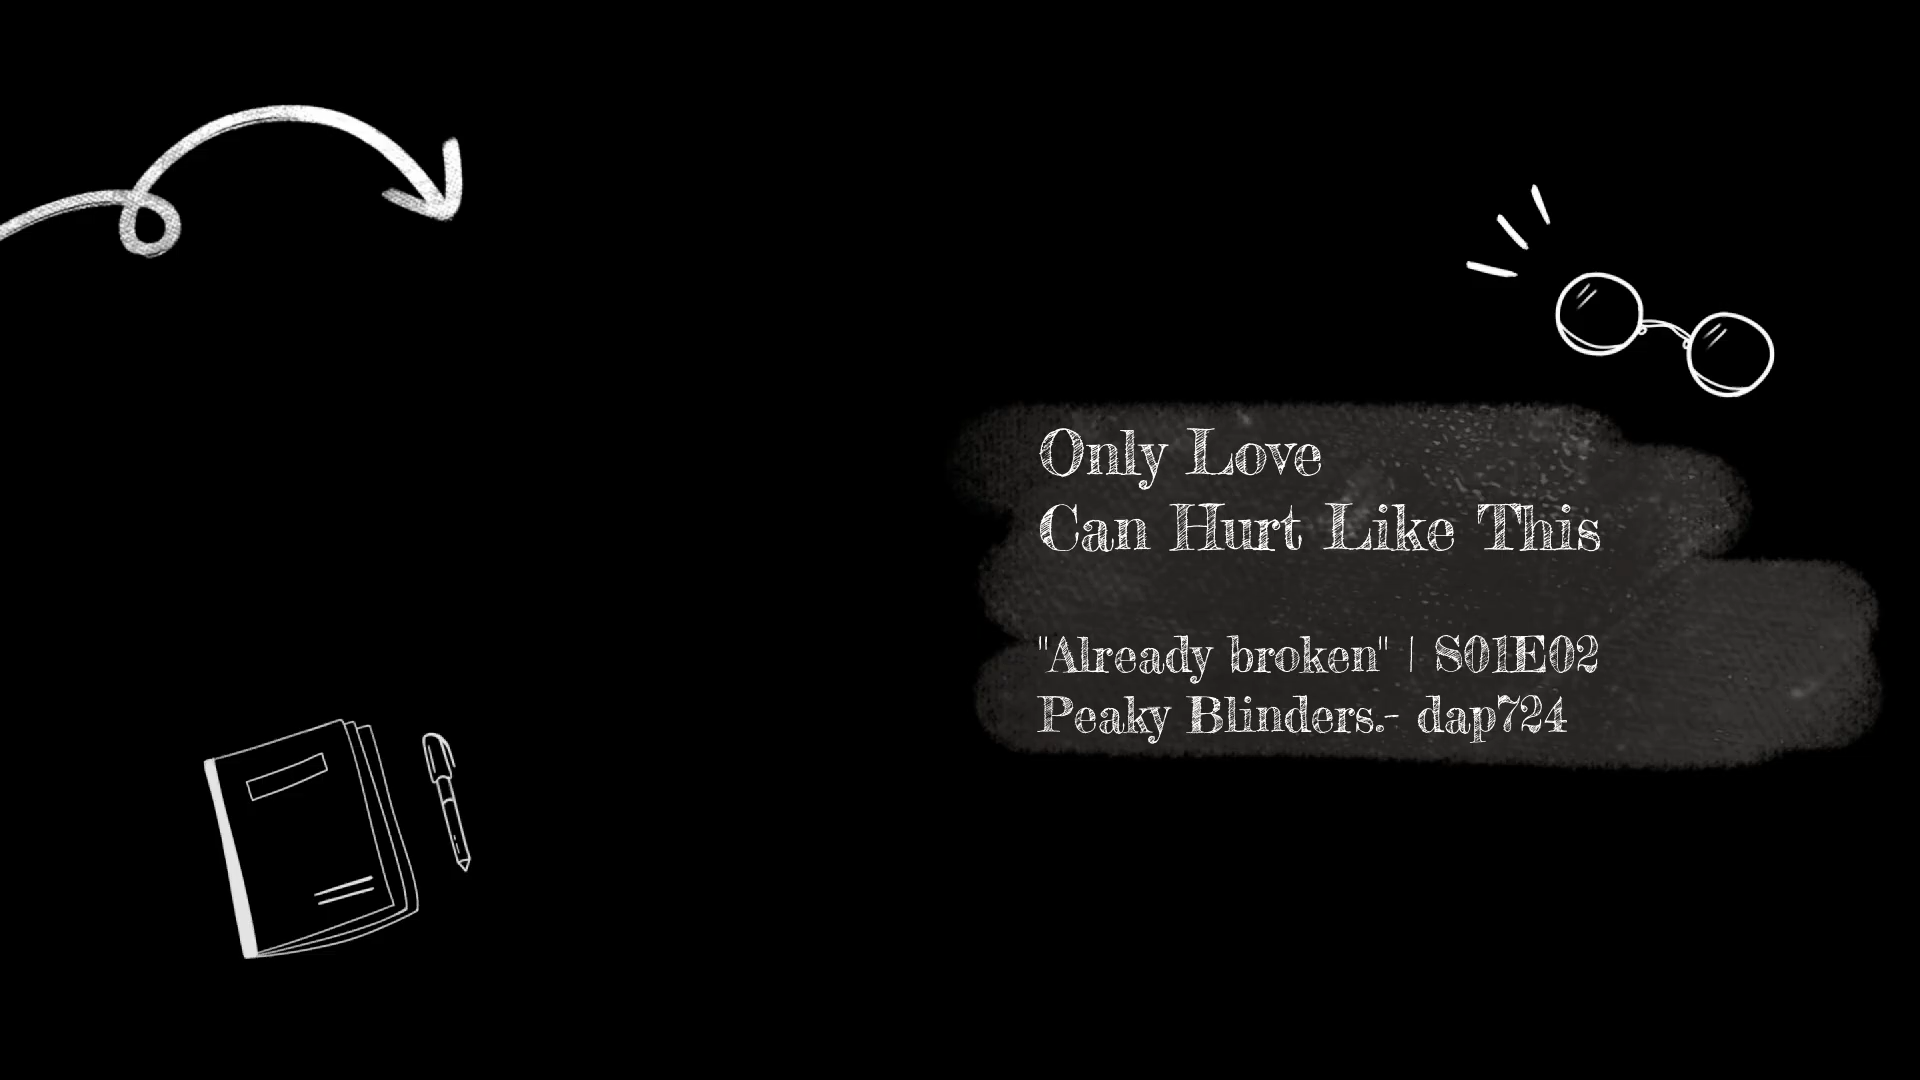 Only Love
Can Hurt Like This
"Already broken" | S01E02
Peaky Blinders.- dap724